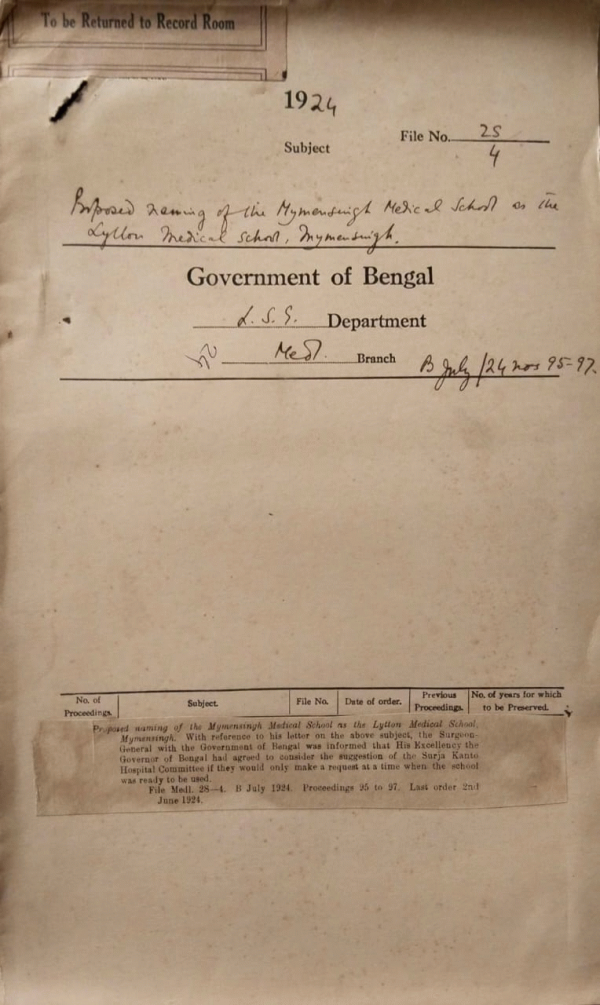 To be Returned to Record Room
1924
File No. 2S
4
Subject
Proposed naming of the Mymensingh Medical School as the
Lytton Medical School, Mymensingh.
Government of Bengal
L. S. G. Department
Medl. Branch B July /24 nos 95-97.
No. of Proceedings. Subject. File No. Date of order. Previous Proceedings. No. of years for which to be Preserved.
Proposed naming of the Mymensingh Medical School as the Lytton Medical School,
Mymensingh. With reference to his letter on the above subject, the Surgeon-
General with the Government of Bengal was informed that His Excellency the
Governor of Bengal had agreed to consider the suggestion of the Surja Kanta
Hospital Committee if they would only make a request at a time when the school
was ready to be used.
File Medl. 28—4. B July 1924. Proceedings 95 to 97. Last order 2nd
June 1924.